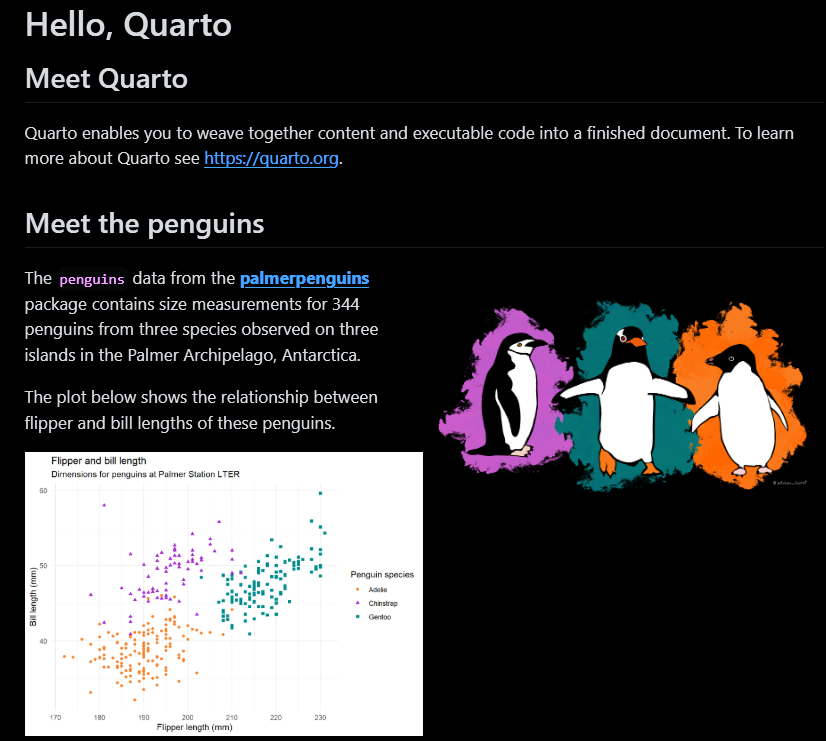 Hello, Quarto
Meet Quarto
Quarto enables you to weave together content and executable code into a finished document. To learn
more about Quarto see https://quarto.org.
Meet the penguins
The penguins data from the palmerpenguins
package contains size measurements for 344
penguins from three species observed on three
islands in the Palmer Archipelago, Antarctica.
The plot below shows the relationship between
flipper and bill lengths of these penguins.
Flipper and bill length
Dimensions for penguins at Palmer Station LTER
60
50
40
Bill length (mm)
170 180 190 200 210 220 230
Flipper length (mm)
Penguin species
Adelie
Chinstrap
Gentoo